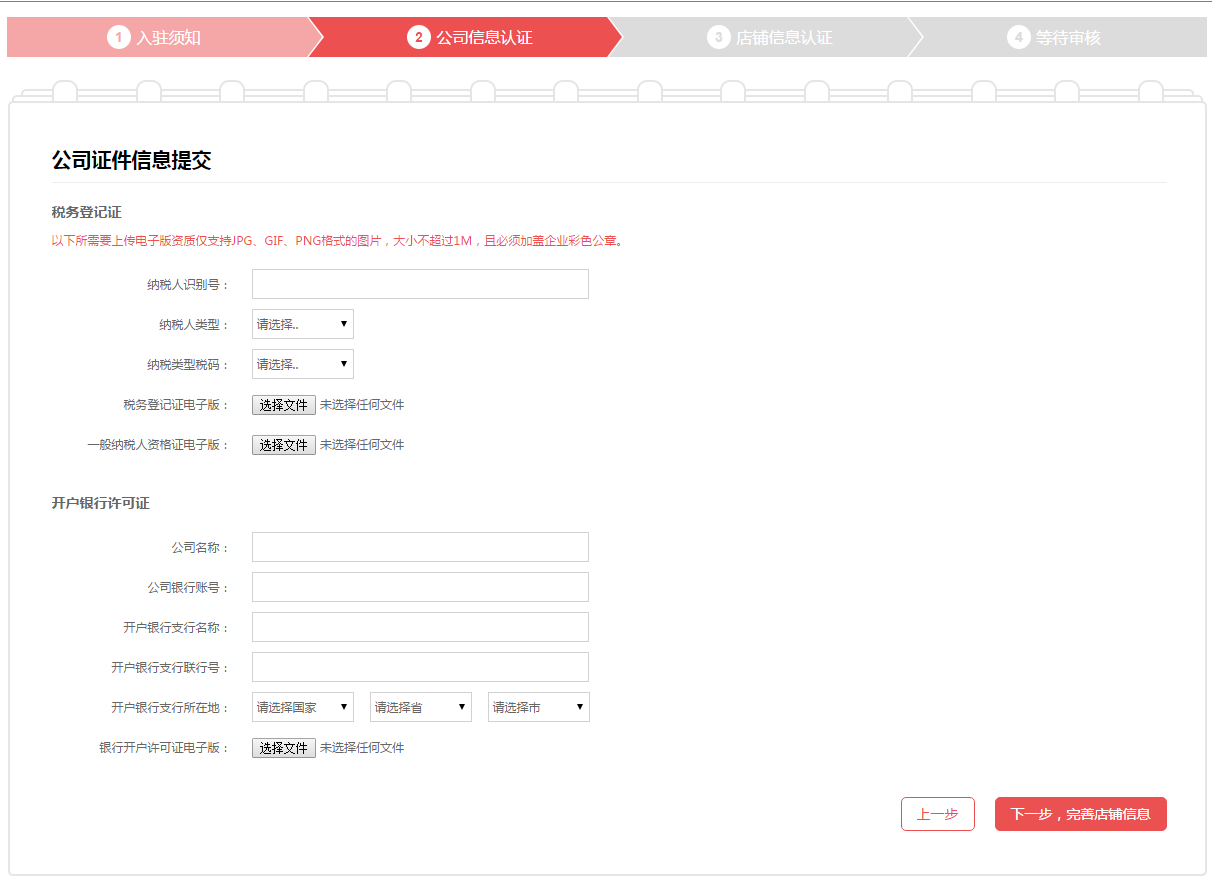 1 入驻须知 2 公司信息认证 3 店铺信息认证 4 等待审核
公司证件信息提交
税务登记证
以下所需要上传电子版资质仅支持JPG、GIF、PNG格式的图片，大小不超过1M，且必须加盖企业彩色公章。
纳税人识别号：
纳税人类型： 请选择..
纳税类型税码： 请选择..
税务登记证电子版： 选择文件 未选择任何文件
一般纳税人资格证电子版： 选择文件 未选择任何文件
开户银行许可证
公司名称：
公司银行账号：
开户银行支行名称：
开户银行支行联行号：
开户银行支行所在地： 请选择国家 请选择省 请选择市
银行开户许可证电子版： 选择文件 未选择任何文件
上一步 下一步，完善店铺信息